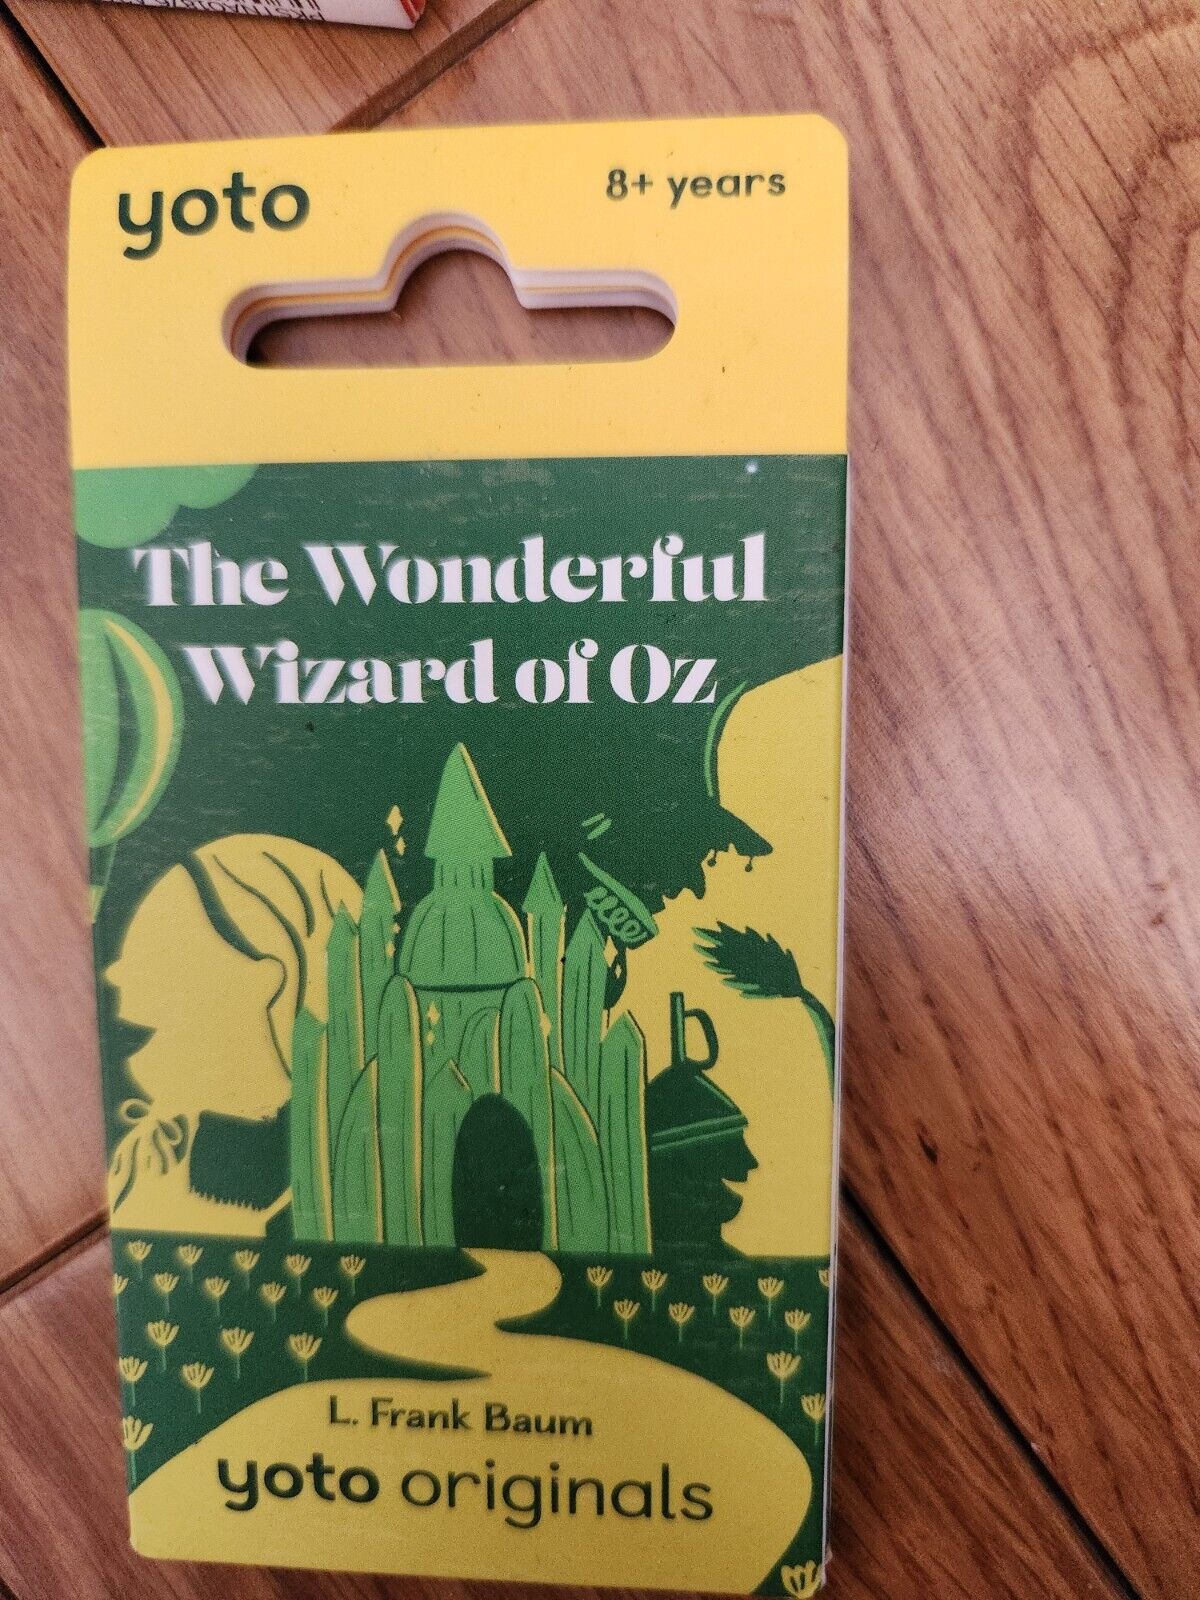 yoto
8+ years
The Wonderful
Wizard of Oz
L. Frank Baum
yoto originals